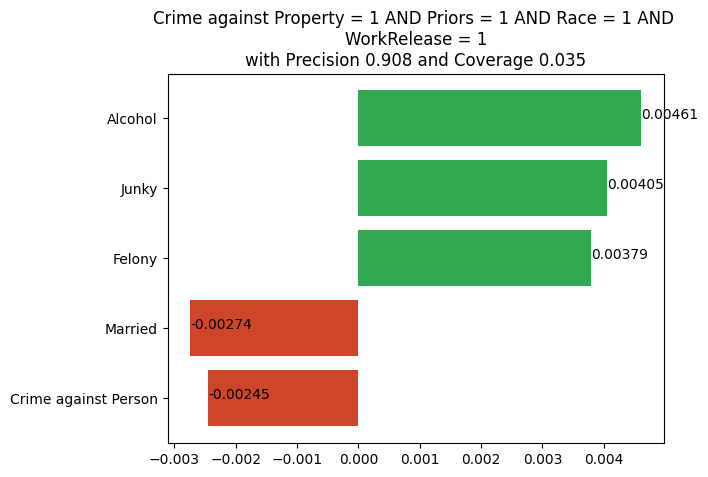 Crime against Property = 1 AND Priors = 1 AND Race = 1 AND
WorkRelease = 1
with Precision 0.908 and Coverage 0.035
Alcohol
0.00461
Junky
0.00405
Felony
0.00379
Married
-0.00274
Crime against Person
-0.00245
−0.003 −0.002 −0.001 0.000 0.001 0.002 0.003 0.004